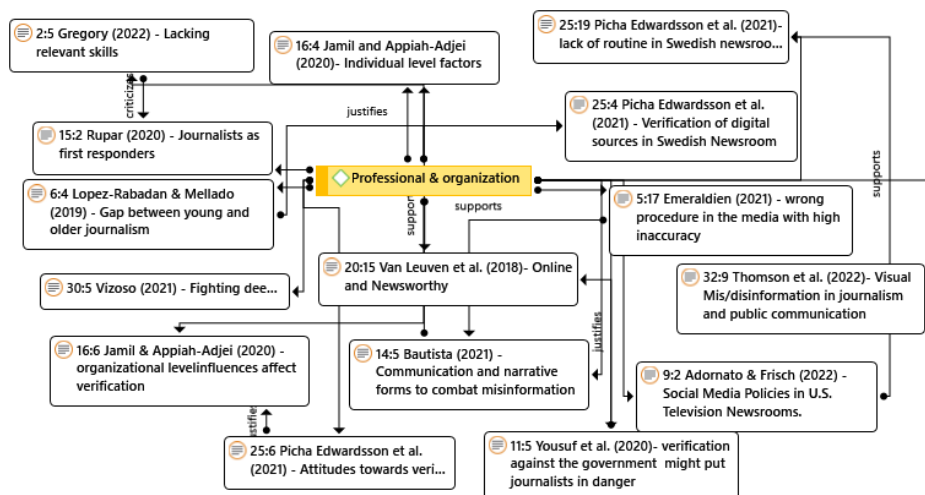 2:5 Gregory (2022) - Lacking
relevant skills
16:4 Jamil and Appiah-Adjei
(2020)- Individual level factors
25:19 Picha Edwardsson et al. (2021)-
lack of routine in Swedish newsroo...
criticizes
justifies
25:4 Picha Edwardsson et al.
(2021) - Verification of digital
sources in Swedish Newsroom
15:2 Rupar (2020) - Journalists as
first responders
Professional & organization
supports
6:4 Lopez-Rabadan & Mellado
(2019) - Gap between young and
older journalism
supports
supports
5:17 Emeraldien (2021) - wrong
procedure in the media with high
inaccuracy
20:15 Van Leuven et al. (2018)- Online
and Newsworthy
30:5 Vizoso (2021) - Fighting dee...
32:9 Thomson et al. (2022)- Visual
Mis/disinformation in journalism
and public communication
justifies
16:6 Jamil & Appiah-Adjei (2020) -
organizational levelinfluences affect
verification
14:5 Bautista (2021) -
Communication and narrative
forms to combat misinformation
9:2 Adornato & Frisch (2022) -
Social Media Policies in U.S.
Television Newsrooms.
justifies
25:6 Picha Edwardsson et al.
(2021) - Attitudes towards veri...
11:5 Yousuf et al. (2020)- verification
against the government might put
journalists in danger